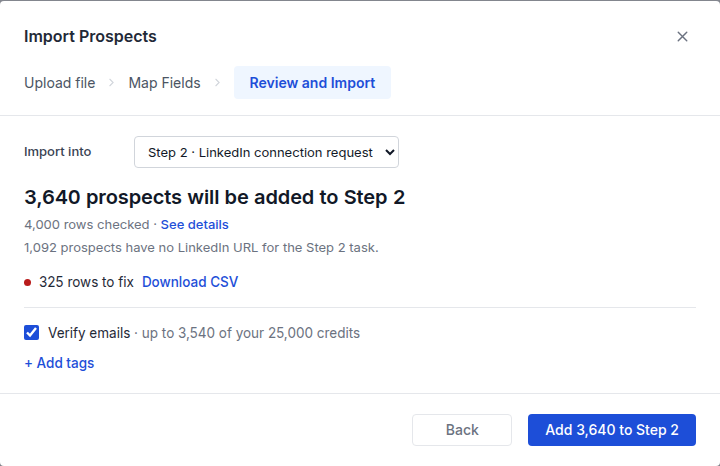 Import Prospects
Upload file
Map Fields
Review and Import
Import into
Step 2 · LinkedIn connection request
3,640 prospects will be added to Step 2
4,000 rows checked · See details
1,092 prospects have no LinkedIn URL for the Step 2 task.
325 rows to fix Download CSV
Verify emails · up to 3,540 of your 25,000 credits
+ Add tags
Back
Add 3,640 to Step 2